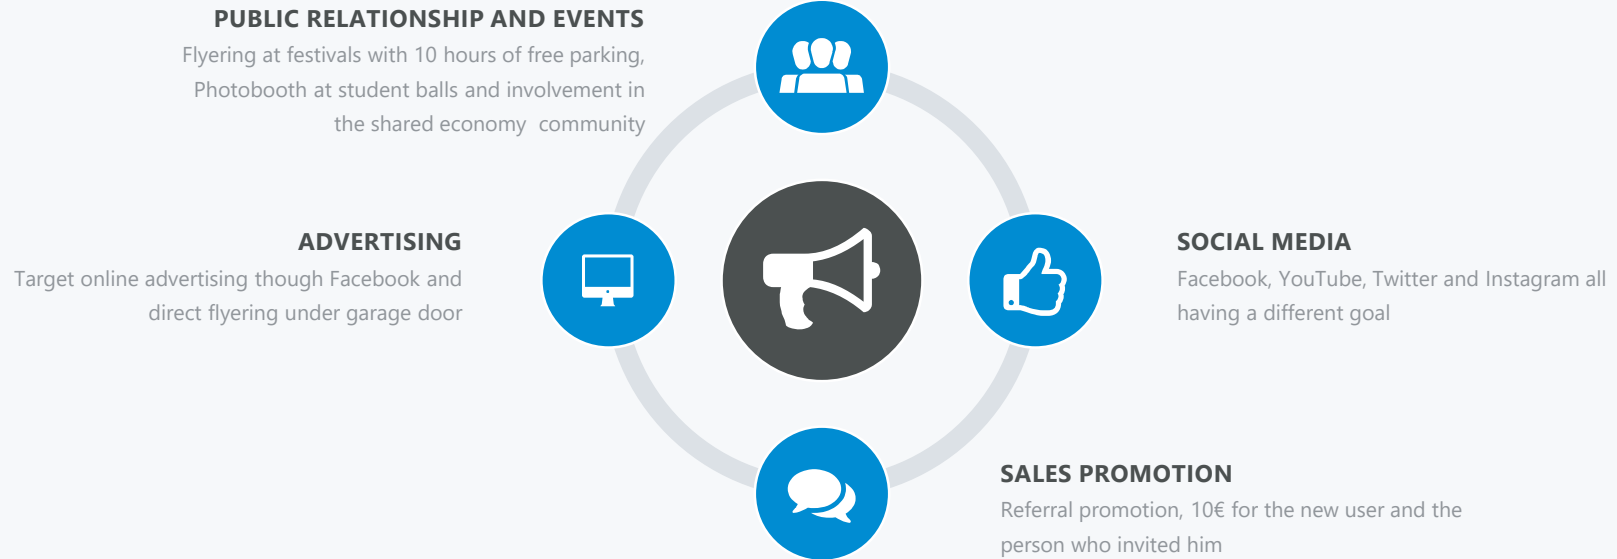 PUBLIC RELATIONSHIP AND EVENTS
Flyering at festivals with 10 hours of free parking,
Photobooth at student balls and involvement in
the shared economy  community
ADVERTISING
Target online advertising though Facebook and
direct flyering under garage door
SOCIAL MEDIA
Facebook, YouTube, Twitter and Instagram all
having a different goal
SALES PROMOTION
Referral promotion, 10€ for the new user and the
person who invited him